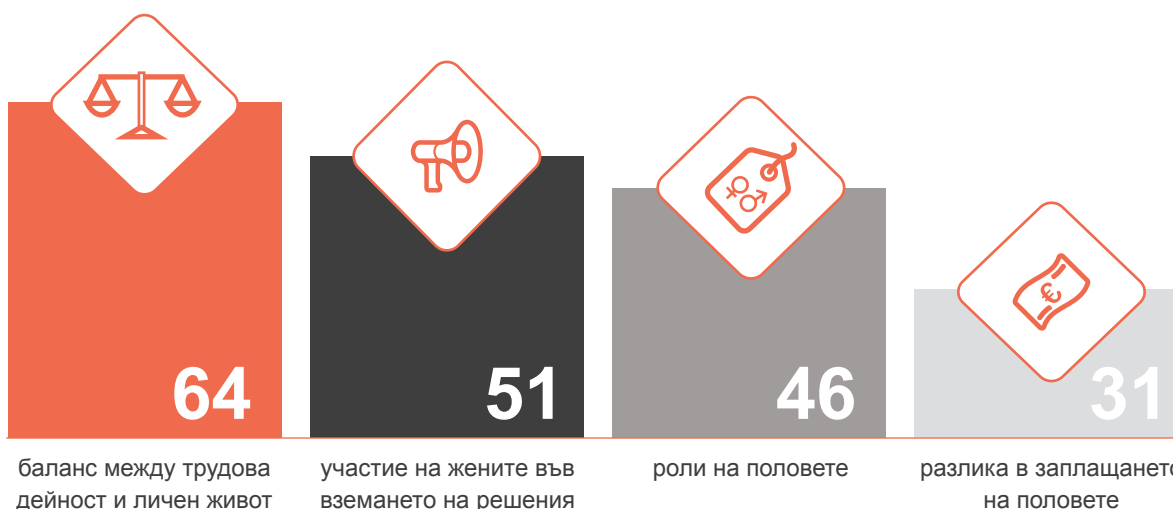 64
51
46
31
баланс между трудова
дейност и личен живот
участие на жените във
вземането на решения
роли на половете
разлика в заплащането
на половете